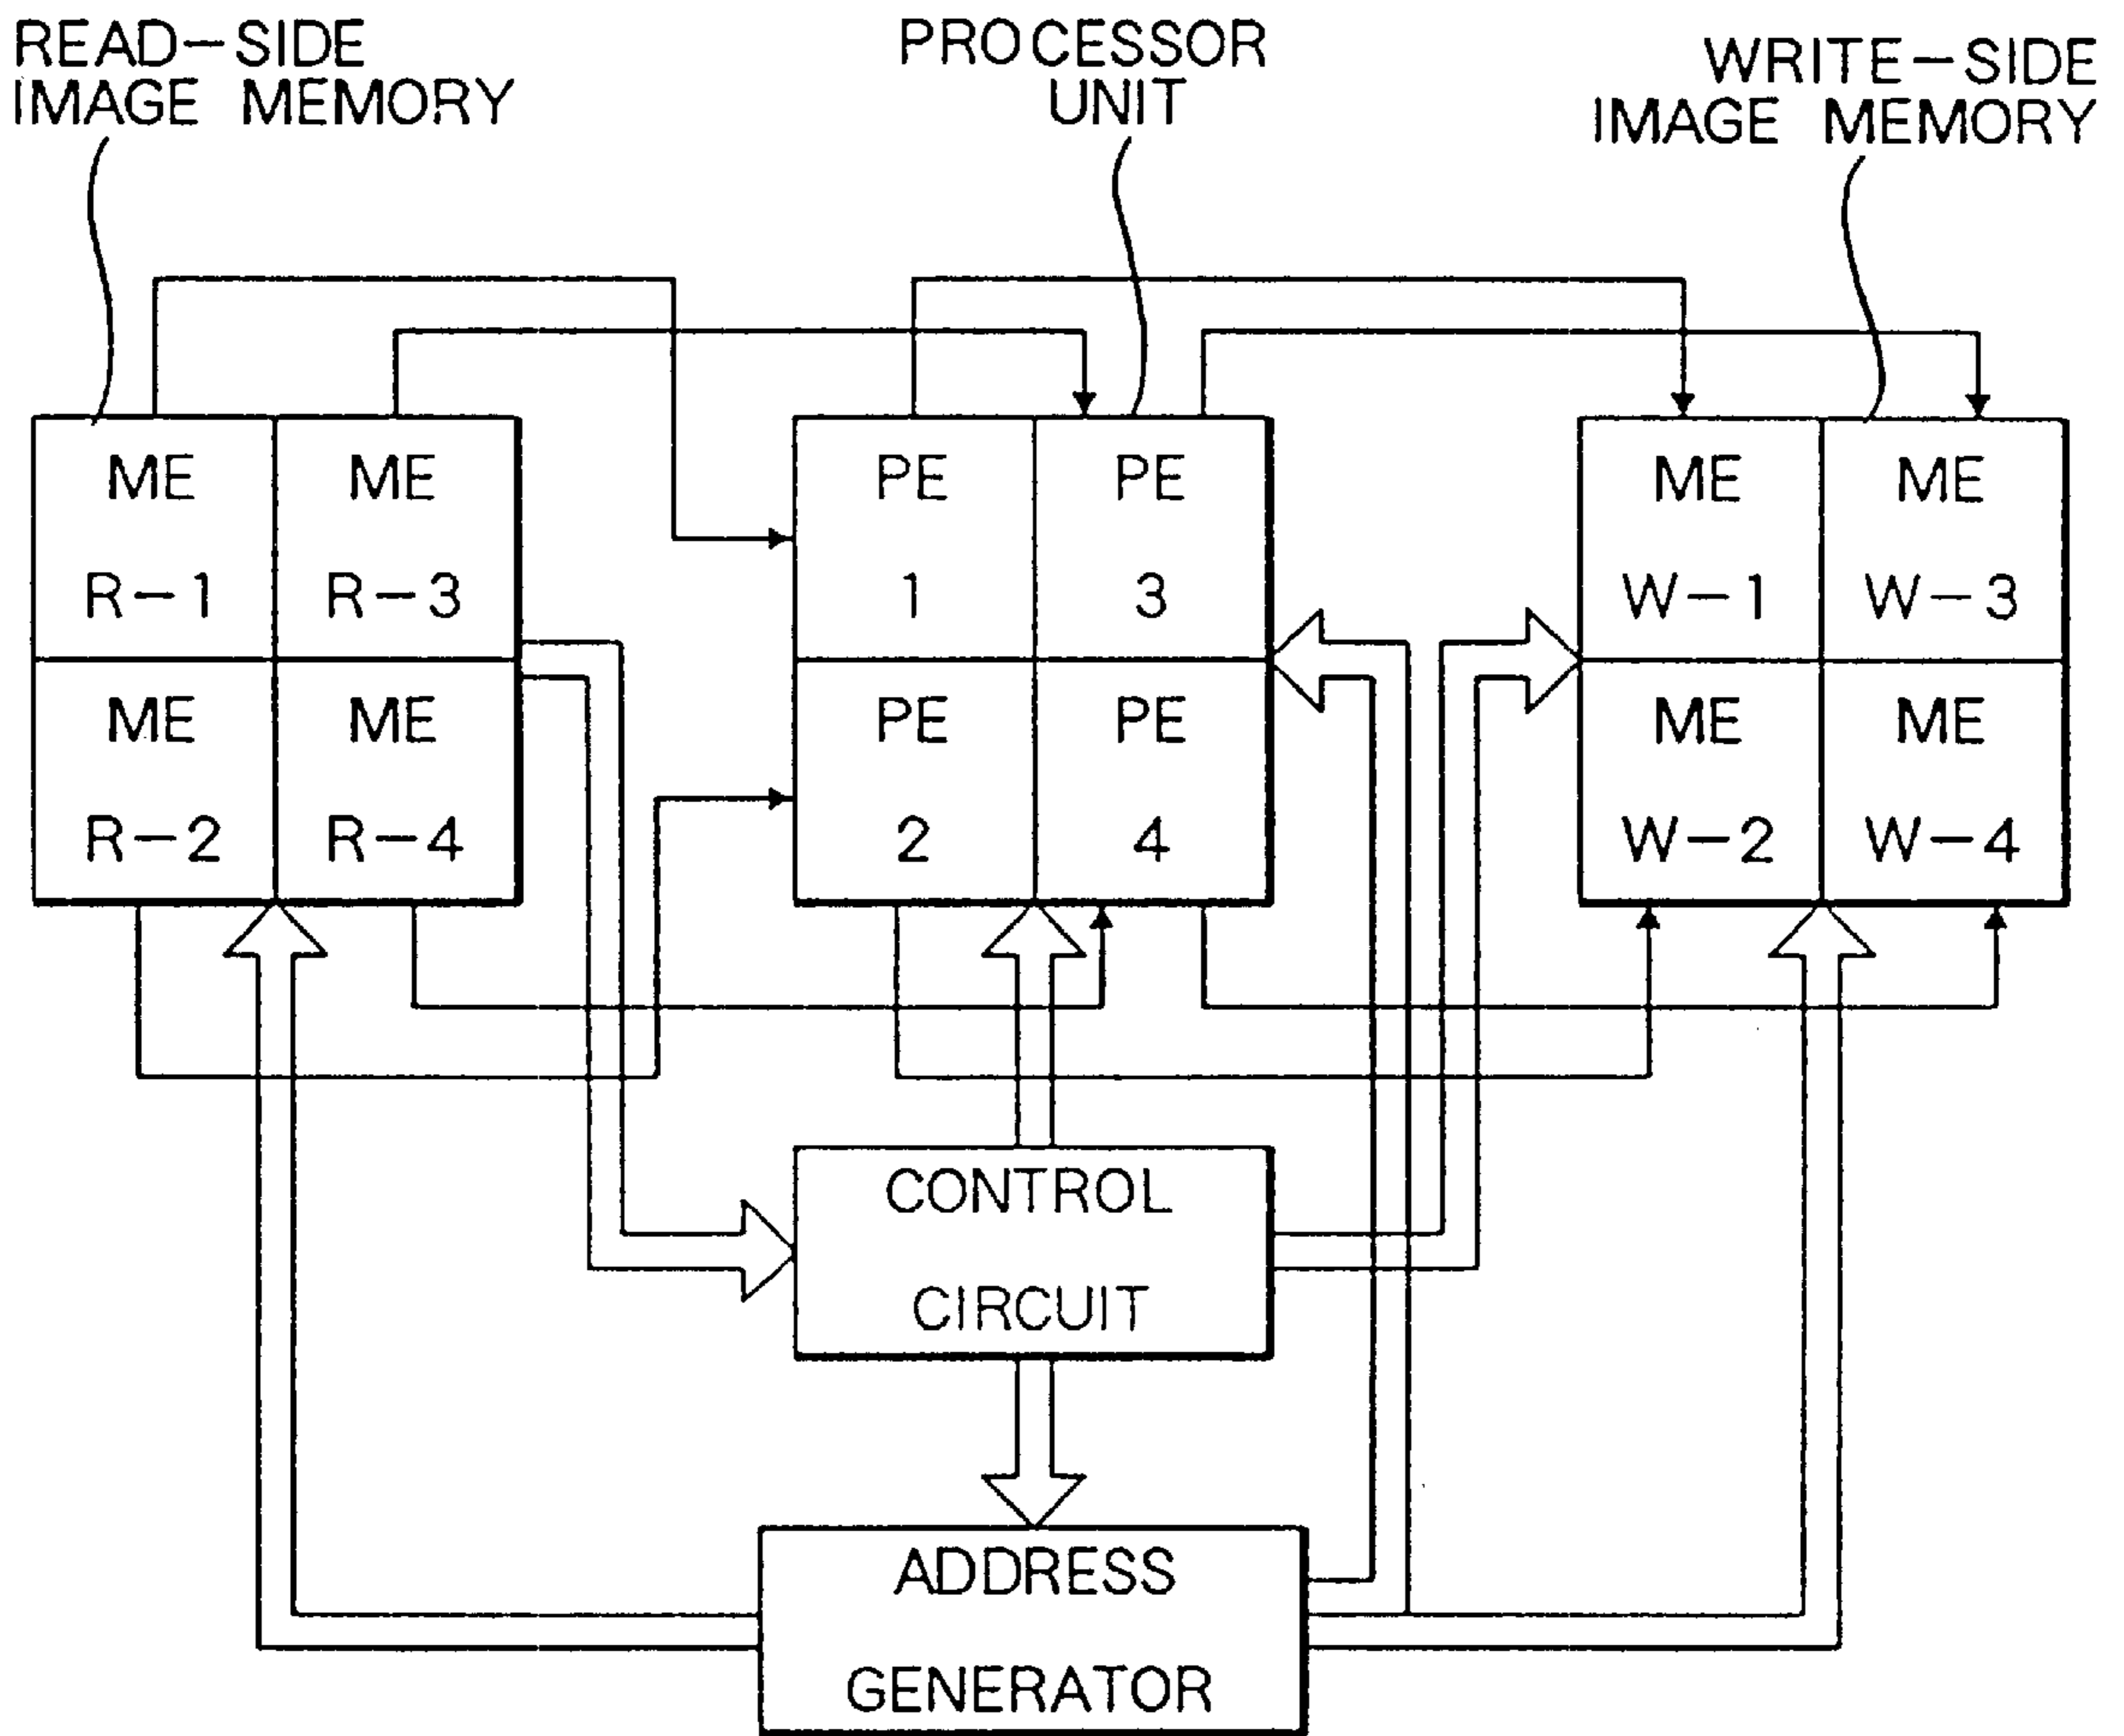 READ-SIDE
IMAGE MEMORY
PROCESSOR
UNIT
WRITE-SIDE
IMAGE MEMORY
ME
R-1
ME
R-3
ME
R-2
ME
R-4
PE
1
PE
3
PE
2
PE
4
ME
W-1
ME
W-3
ME
W-2
ME
W-4
CONTROL
CIRCUIT
ADDRESS
GENERATOR